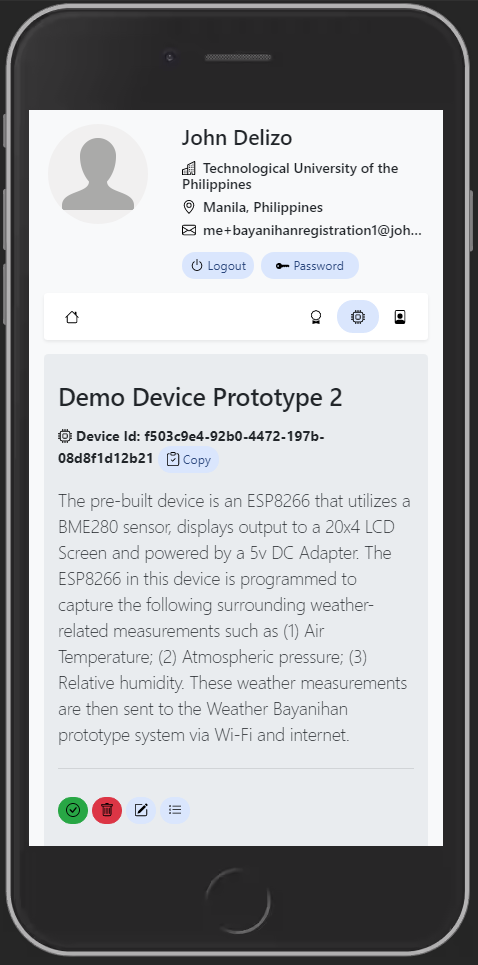 John Delizo
Technological University of the
Philippines
Manila, Philippines
me+bayanihanregistration1@joh...
Logout Password
Demo Device Prototype 2
Device Id: f503c9e4-92b0-4472-197b-
08d8f1d12b21 Copy
The pre-built device is an ESP8266 that utilizes a
BME280 sensor, displays output to a 20x4 LCD
Screen and powered by a 5v DC Adapter. The
ESP8266 in this device is programmed to
capture the following surrounding weather-
related measurements such as (1) Air
Temperature; (2) Atmospheric pressure; (3)
Relative humidity. These weather measurements
are then sent to the Weather Bayanihan
prototype system via Wi-Fi and internet.